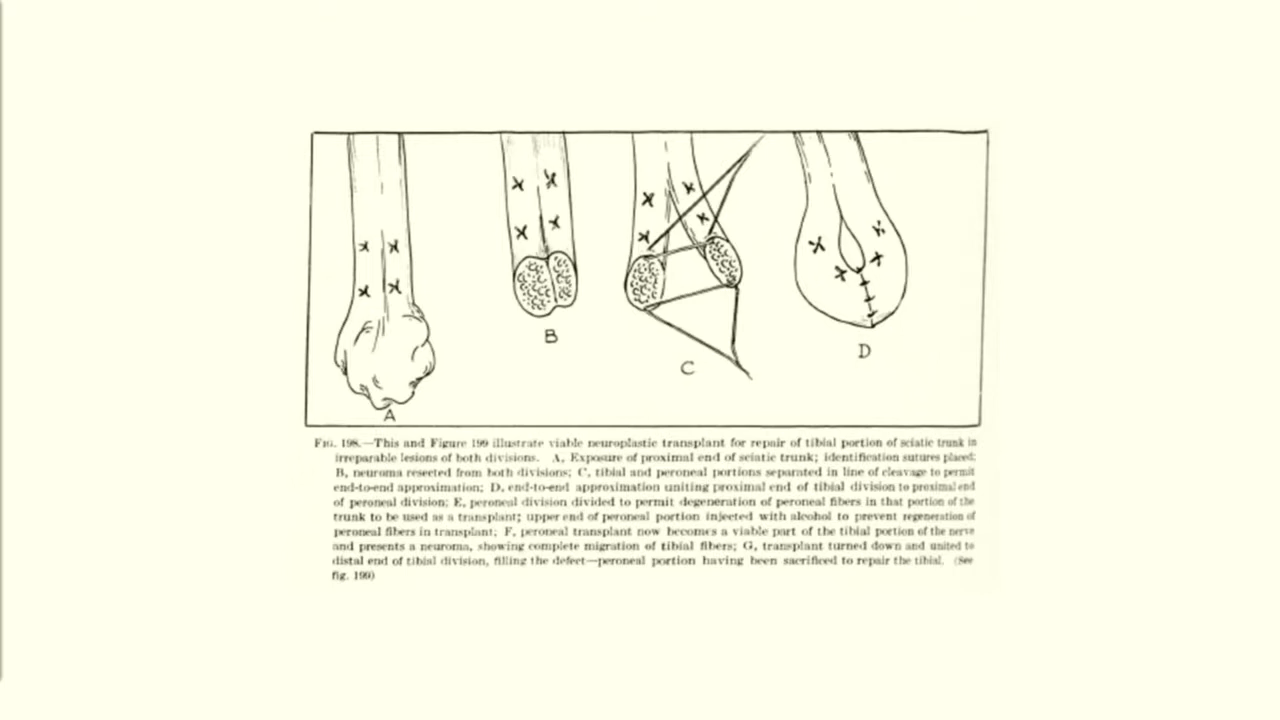 A
B
C
D
Fig. 198.—This and Figure 199 illustrate viable neuroplastic transplant for repair of tibial portion of sciatic trunk in
irreparable lesions of both divisions. A, Exposure of proximal end of sciatic trunk; identification sutures placed;
B, neuroma resected from both divisions; C, tibial and peroneal portions separated in line of cleavage to permit
end-to-end approximation; D, end-to-end approximation uniting proximal end of tibial division to proximal end
of peroneal division; E, peroneal division divided to permit degeneration of peroneal fibers in that portion of the
trunk to be used as a transplant; upper end of peroneal portion injected with alcohol to prevent regeneration of
peroneal fibers in transplant; F, peroneal transplant now becomes a viable part of the tibial portion of the nerve
and presents a neuroma, showing complete migration of tibial fibers; G, transplant turned down and united to
distal end of tibial division, filling the defect—peroneal portion having been sacrificed to repair the tibial. (See
fig. 199)